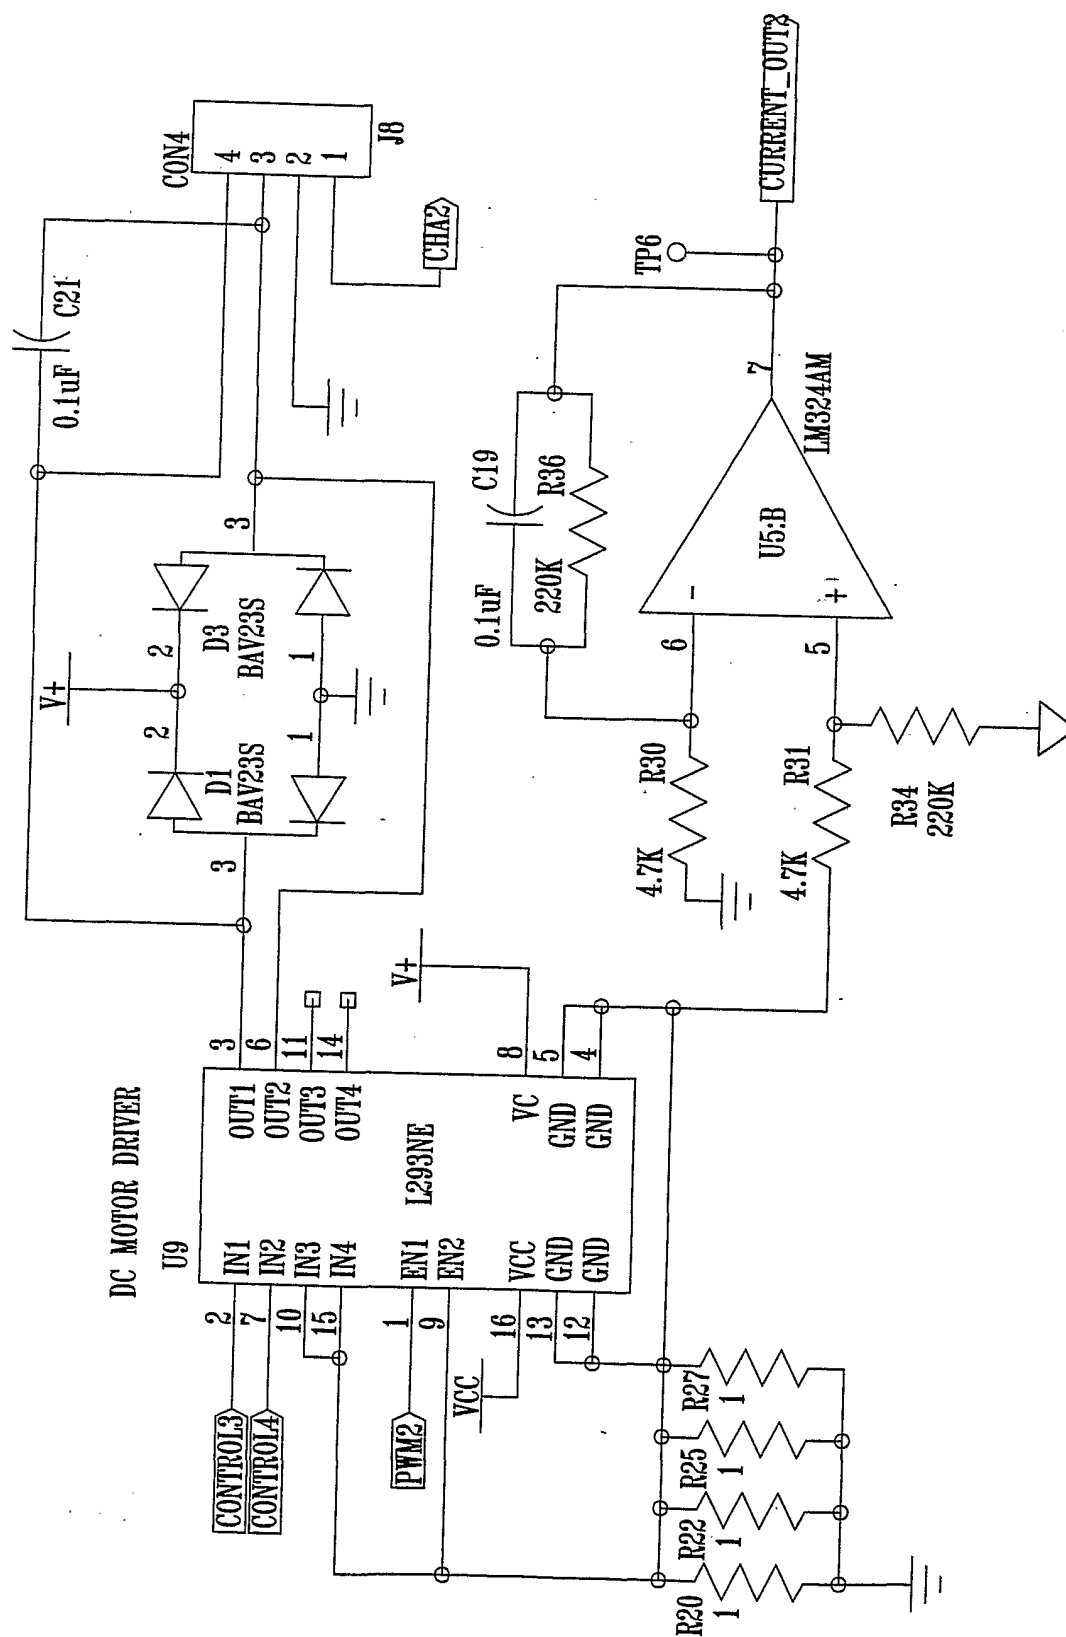 DC MOTOR DRIVER
U9
CONTROL3
CONTROL4
2
7
10
15
IN1
IN2
IN3
IN4
PWM2
1
9
EN1
EN2
VCC
16
13
12
VCC
GND
GND
L293NE
OUT1
OUT2
OUT3
OUT4
3
6
11
14
VC
GND
GND
8
5
4
V+
R20
1
R22
1
R25
1
R27
1
3
D1
BAV23S
2
1
V+
2
1
D3
BAV23S
3
0.1uF
C21
CON4
4
3
2
1
J8
CHA2
4.7K
R30
4.7K
R31
R34
220K
0.1uF
C19
220K
R36
6
5
-
+
U5:B
LM324AM
7
TP6
CURRENT_OUT2